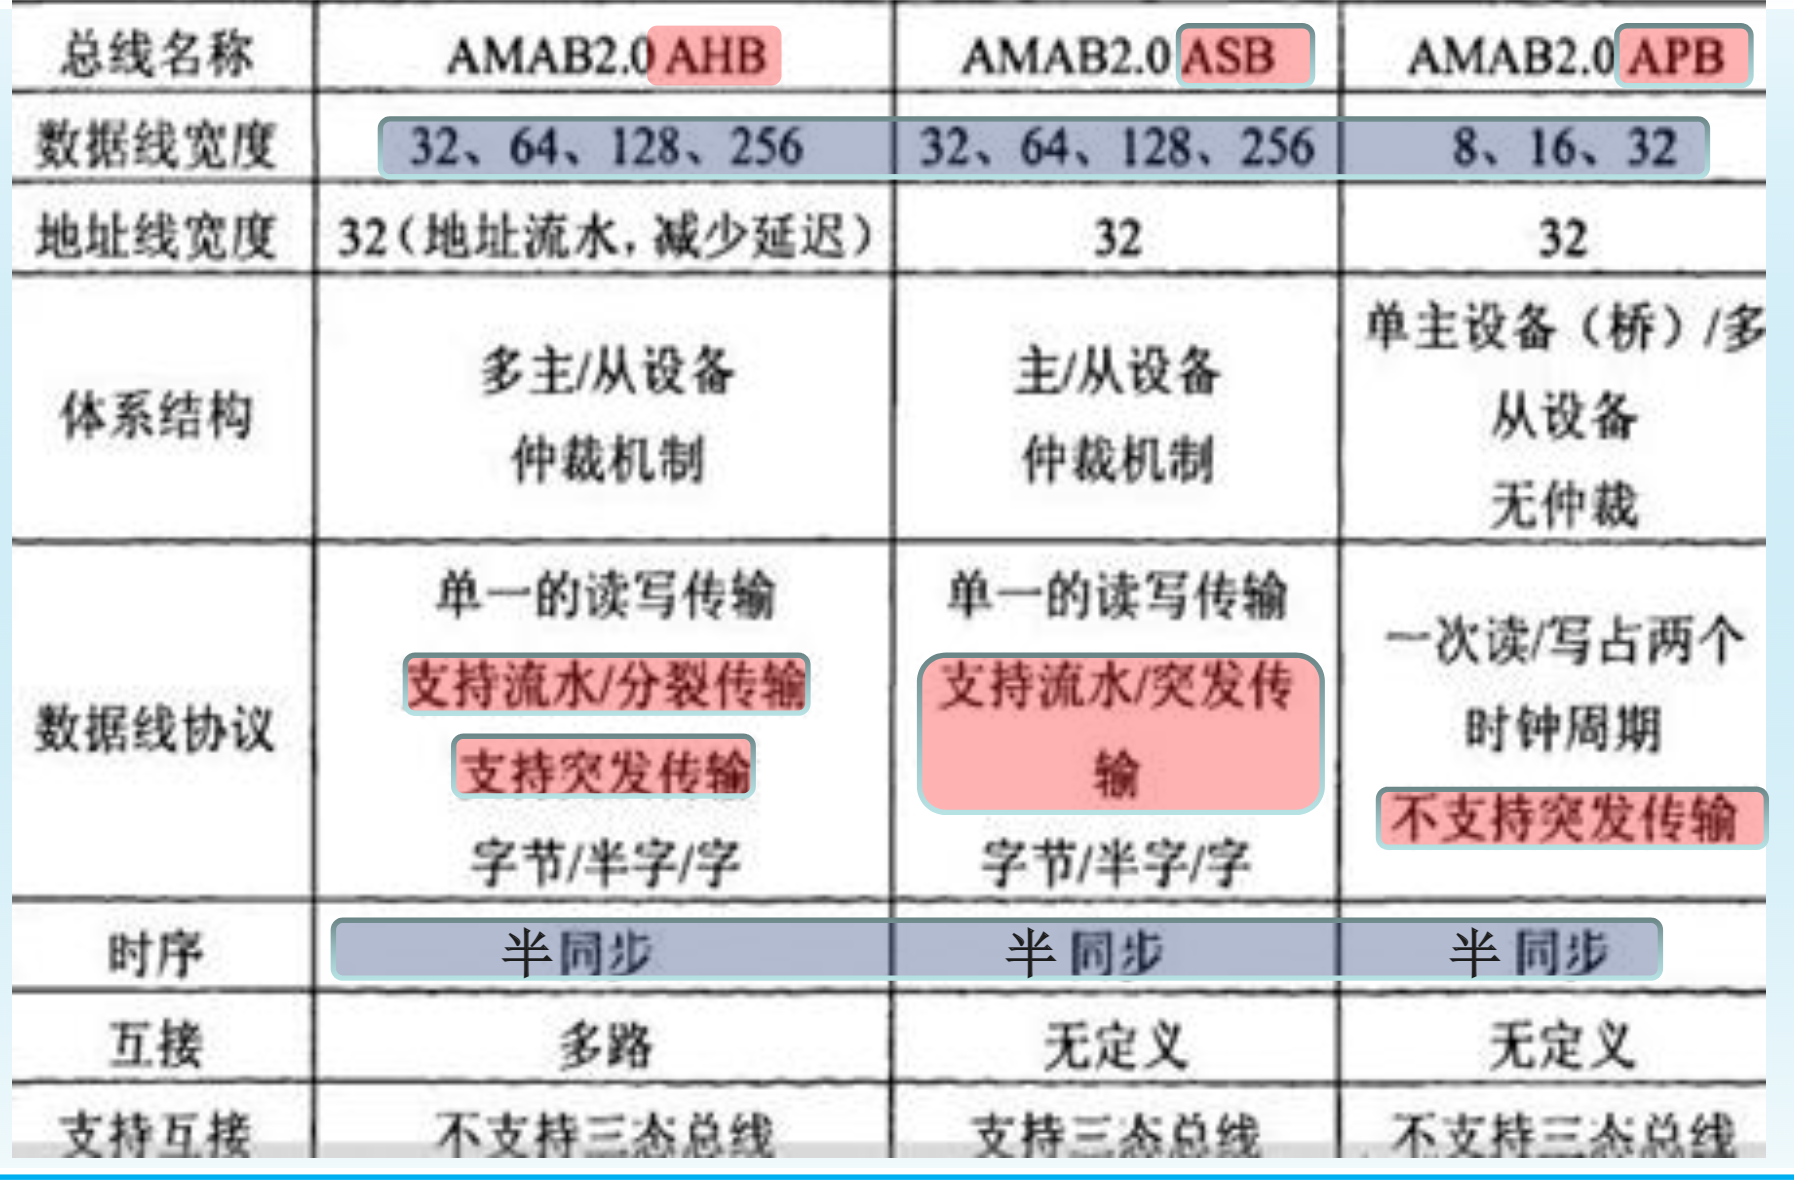 总线名称 AMAB2.0 AHB AMAB2.0 ASB AMAB2.0 APB
数据线宽度 32、64、128、256 32、64、128、256 8、16、32
地址线宽度 32（地址流水，减少延迟） 32 32
体系结构
多主/从设备
仲裁机制
主/从设备
仲裁机制
单主设备（桥）/多
从设备
无仲裁
数据线协议
单一的读写传输
支持流水/分裂传输
支持突发传输
字节/半字/字
单一的读写传输
支持流水/突发传
输
字节/半字/字
一次读/写占两个
时钟周期
不支持突发传输
时序 半同步 半同步 半同步
互接 多路 无定义 无定义
支持互接 不支持三态总线 支持三态总线 不支持三态总线